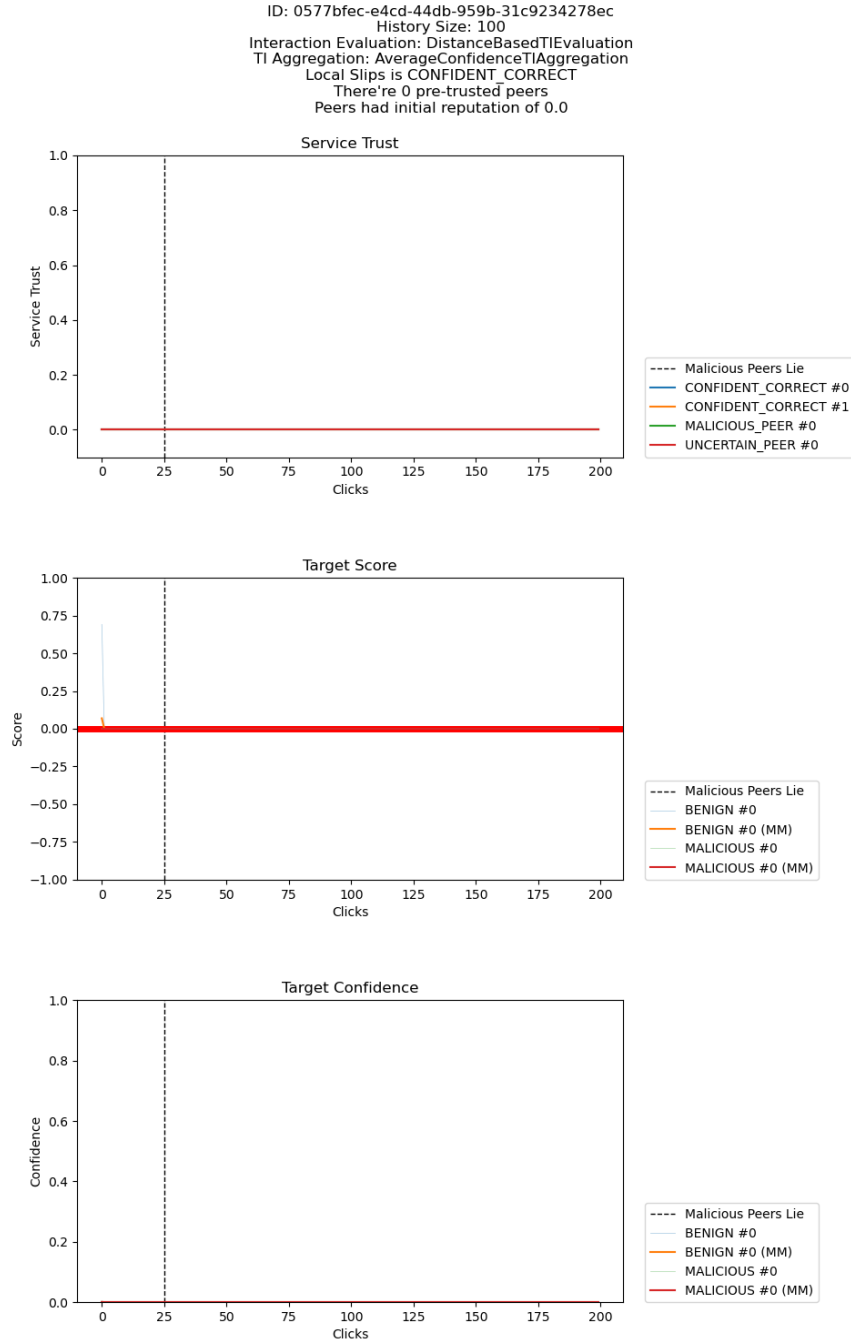 ID: 0577bfec-e4cd-44db-959b-31c9234278ec
History Size: 100
Interaction Evaluation: DistanceBasedTIEvaluation
TI Aggregation: AverageConfidenceTIAggregation
Local Slips is CONFIDENT_CORRECT
There're 0 pre-trusted peers
Peers had initial reputation of 0.0
Service Trust
1.0
0.8
0.6
0.4
0.2
0.0
Service Trust
0 25 50 75 100 125 150 175 200
Clicks
Malicious Peers Lie
CONFIDENT_CORRECT #0
CONFIDENT_CORRECT #1
MALICIOUS_PEER #0
UNCERTAIN_PEER #0
Target Score
1.00
0.75
0.50
0.25
0.00
−0.25
−0.50
−0.75
−1.00
Score
0 25 50 75 100 125 150 175 200
Clicks
Malicious Peers Lie
BENIGN #0
BENIGN #0 (MM)
MALICIOUS #0
MALICIOUS #0 (MM)
Target Confidence
1.0
0.8
0.6
0.4
0.2
0.0
Confidence
0 25 50 75 100 125 150 175 200
Clicks
Malicious Peers Lie
BENIGN #0
BENIGN #0 (MM)
MALICIOUS #0
MALICIOUS #0 (MM)